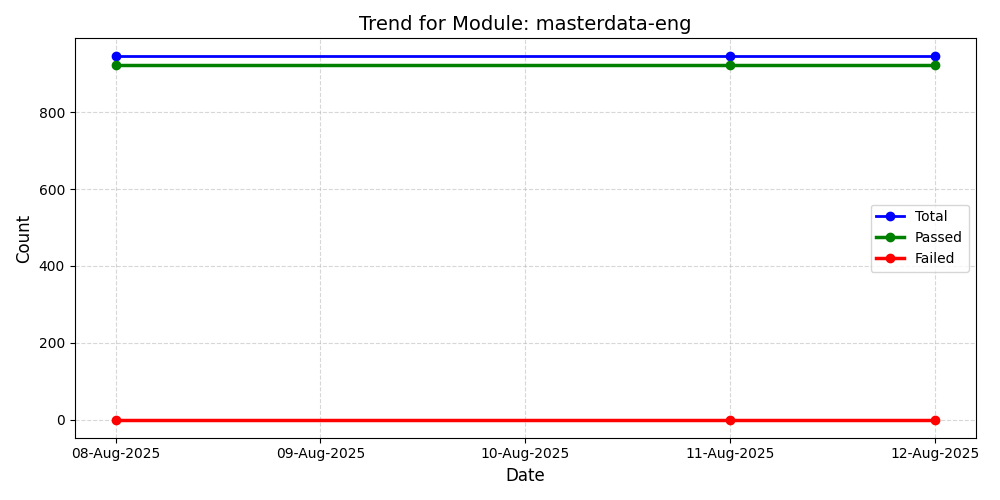 Trend for Module: masterdata-eng
800
600
400
200
0
Count
Total
Passed
Failed
08-Aug-2025
09-Aug-2025
10-Aug-2025
11-Aug-2025
12-Aug-2025
Date